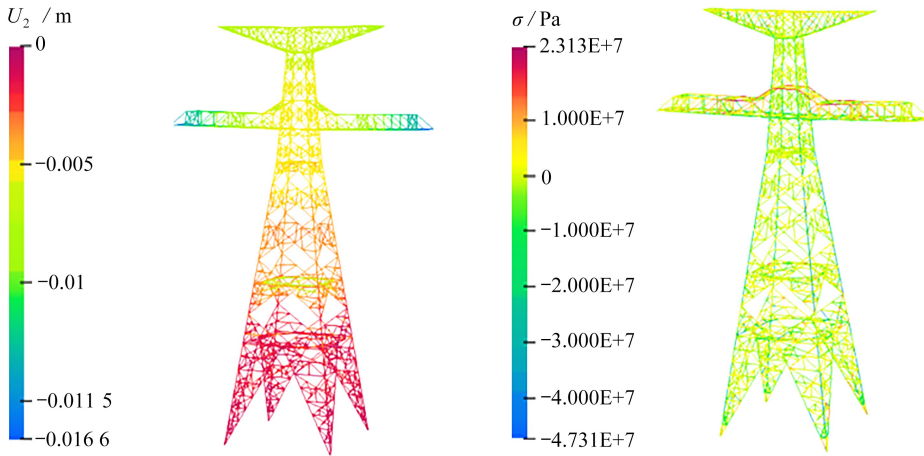 U₂ / m
0
−0.005
−0.01
−0.011 5
−0.016 6
σ / Pa
2.313E+7
1.000E+7
0
−1.000E+7
−2.000E+7
−3.000E+7
−4.000E+7
−4.731E+7